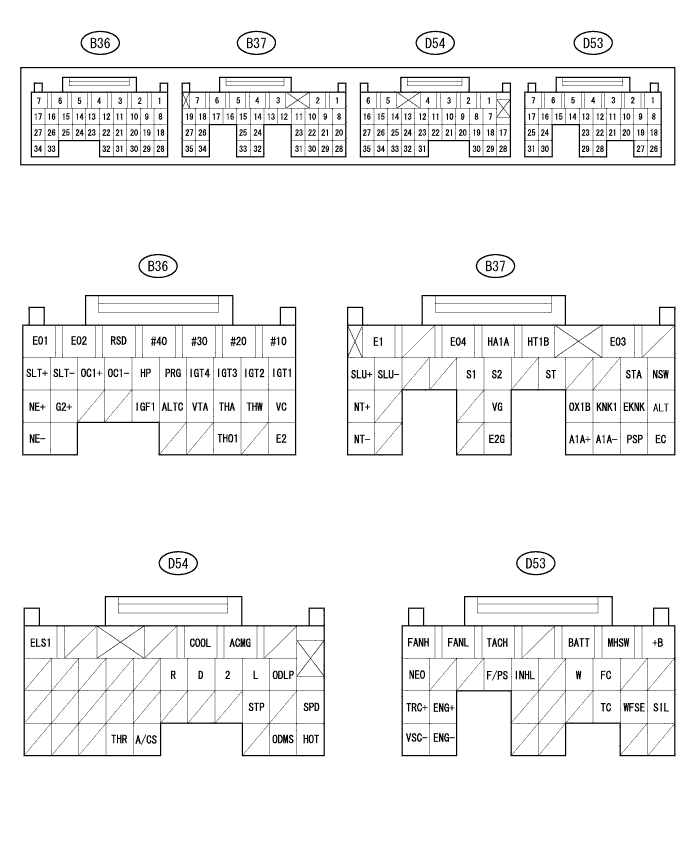 B36 B37 D54 D53
7 6 5 4 3 2 1 7 6 5 4 3 2 1 6 5 4 3 2 1 7 6 5 4 3 2 1
17 16 15 14 13 12 11 10 9 8 19 18 17 16 15 14 13 12 11 10 9 8 16 15 14 13 12 11 10 9 8 7 17 16 15 14 13 12 11 10 9 8
27 26 25 24 23 22 21 20 19 18 28 27 26 25 24 23 22 21 20 27 26 25 24 23 22 21 20 19 18 17 25 24 23 22 21 20 19 18
34 33 32 31 30 29 28 35 34 33 32 31 30 29 28 35 34 33 32 31 30 29 28 31 30 29 28 27 26
B36 B37
E01 E02 RSD #40 #30 #20 #10 E1 E04 HA1A HT1B E03
SLT+ SLT- OC1+ OC1- HP PRG IGT4 IGT3 IGT2 IGT1 SLU+ SLU- S1 S2 ST STA NSW
NE+ G2+ IGF1 ALTC VTA THA THW VC NT+ VG OX1B KNK1 EKNK ALT
NE- THO1 E2 NT- E2G A1A+ A1A- PSP EC
D54 D53
ELS1 COOL ACMG FANH FANL TACH BATT MHSW +B
R D 2 L ODLP NEO F/PS INHL W FC
STP SPD TRC+ ENG+ TC WFSE SIL
THR A/CS ODMS HOT VSC- ENG-